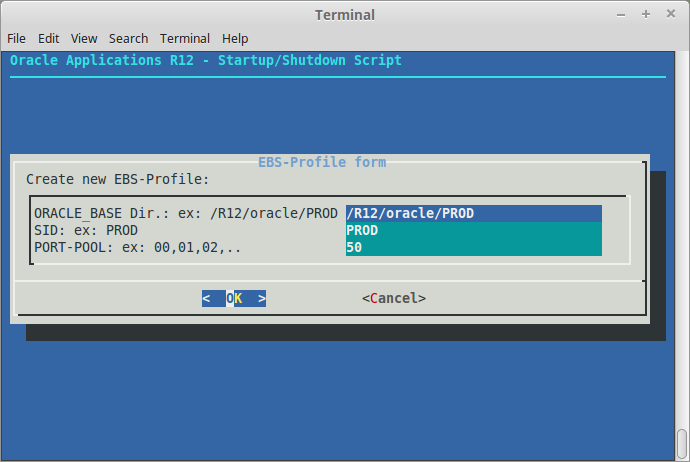 Terminal
File Edit View Search Terminal Help
Oracle Applications R12 - Startup/Shutdown Script
EBS-Profile form
Create new EBS-Profile:
ORACLE_BASE Dir.: ex: /R12/oracle/PROD /R12/oracle/PROD
SID: ex: PROD PROD
PORT-POOL: ex: 00,01,02,.. 50
< OK > <Cancel>